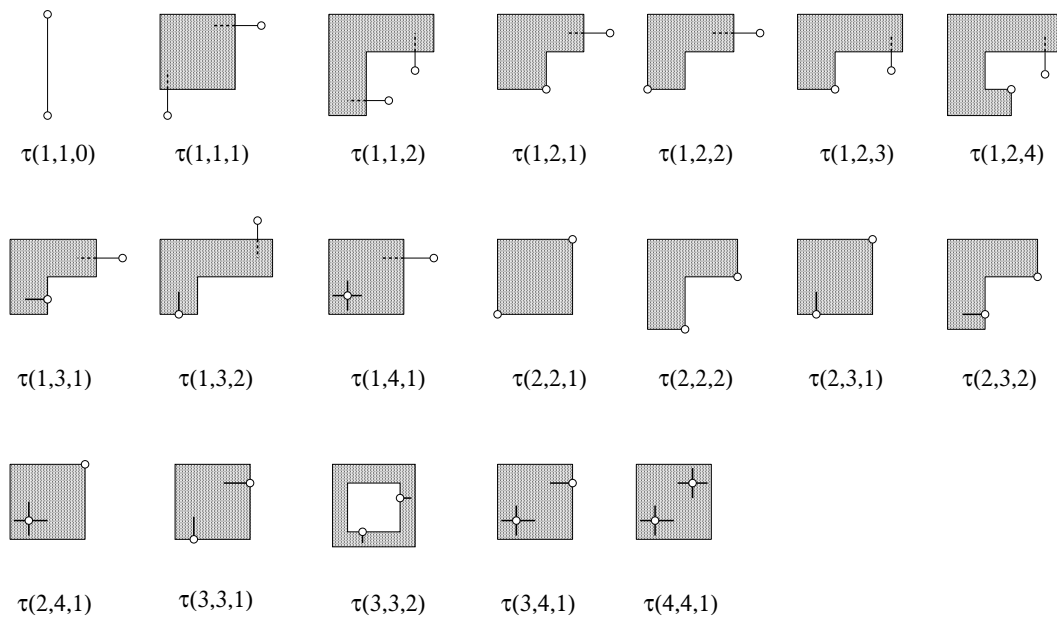 τ(1,1,0) τ(1,1,1) τ(1,1,2) τ(1,2,1) τ(1,2,2) τ(1,2,3) τ(1,2,4)
τ(1,3,1) τ(1,3,2) τ(1,4,1) τ(2,2,1) τ(2,2,2) τ(2,3,1) τ(2,3,2)
τ(2,4,1) τ(3,3,1) τ(3,3,2) τ(3,4,1) τ(4,4,1)